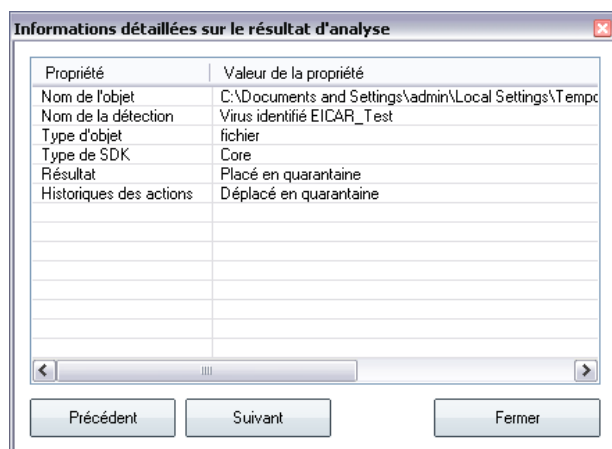 Informations détaillées sur le résultat d'analyse
Propriété Valeur de la propriété
Nom de l'objet C:\Documents and Settings\admin\Local Settings\Tempo
Nom de la détection Virus identifié EICAR_Test
Type d'objet fichier
Type de SDK Core
Résultat Placé en quarantaine
Historiques des actions Déplacé en quarantaine
Précédent Suivant Fermer